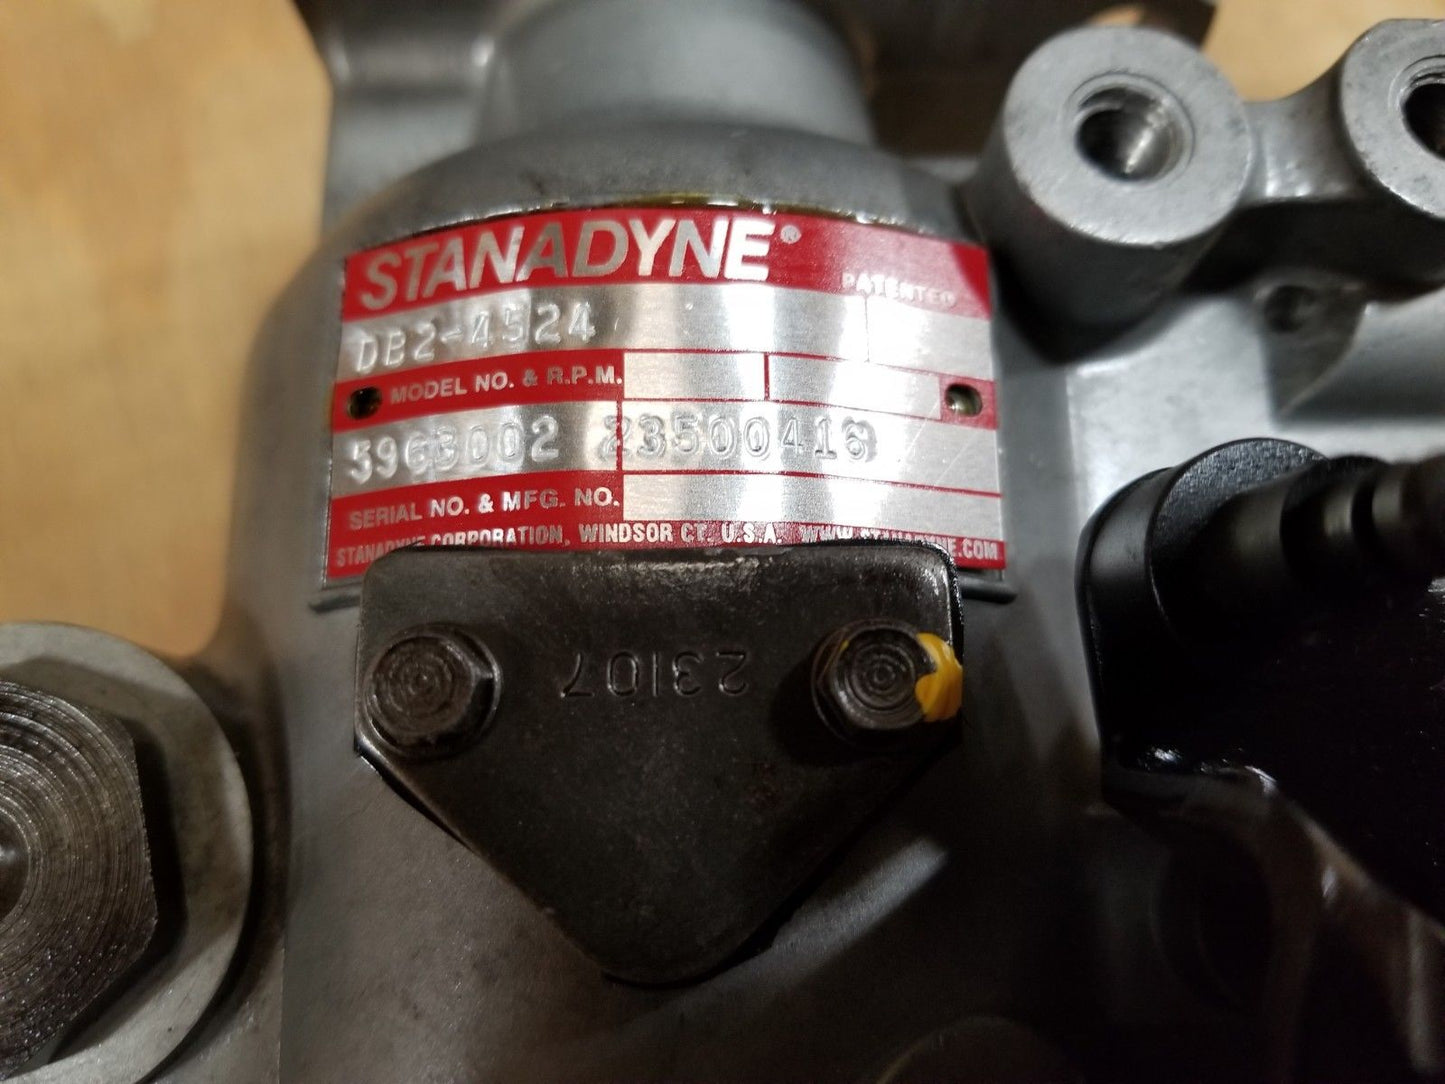 STANADYNE®
PATENTED
DB2-4524
MODEL NO. & R.P.M.
5963002 23500416
SERIAL NO. & MFG. NO.
STANADYNE CORPORATION, WINDSOR CT. U.S.A. WWW.STANADYNE.COM
23107